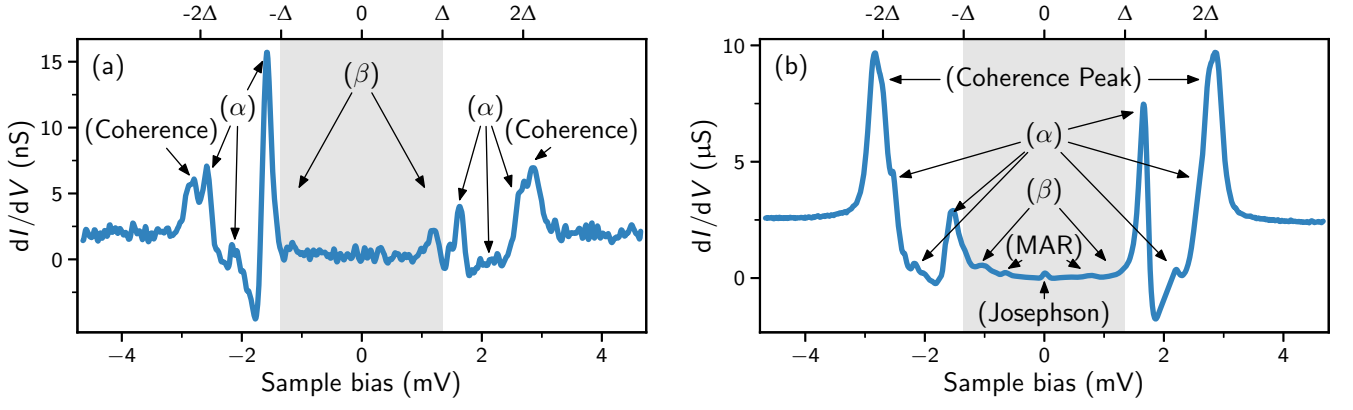 -2Δ -Δ 0 Δ 2Δ
(a)
(β)
(α) (α)
(Coherence) (Coherence)
15
10
5
0
dI/dV (nS)
−4 −2 0 2 4
Sample bias (mV)
-2Δ -Δ 0 Δ 2Δ
(b)
(Coherence Peak)
(α)
(β)
(MAR)
(Josephson)
10
5
0
dI/dV (µS)
−4 −2 0 2 4
Sample bias (mV)